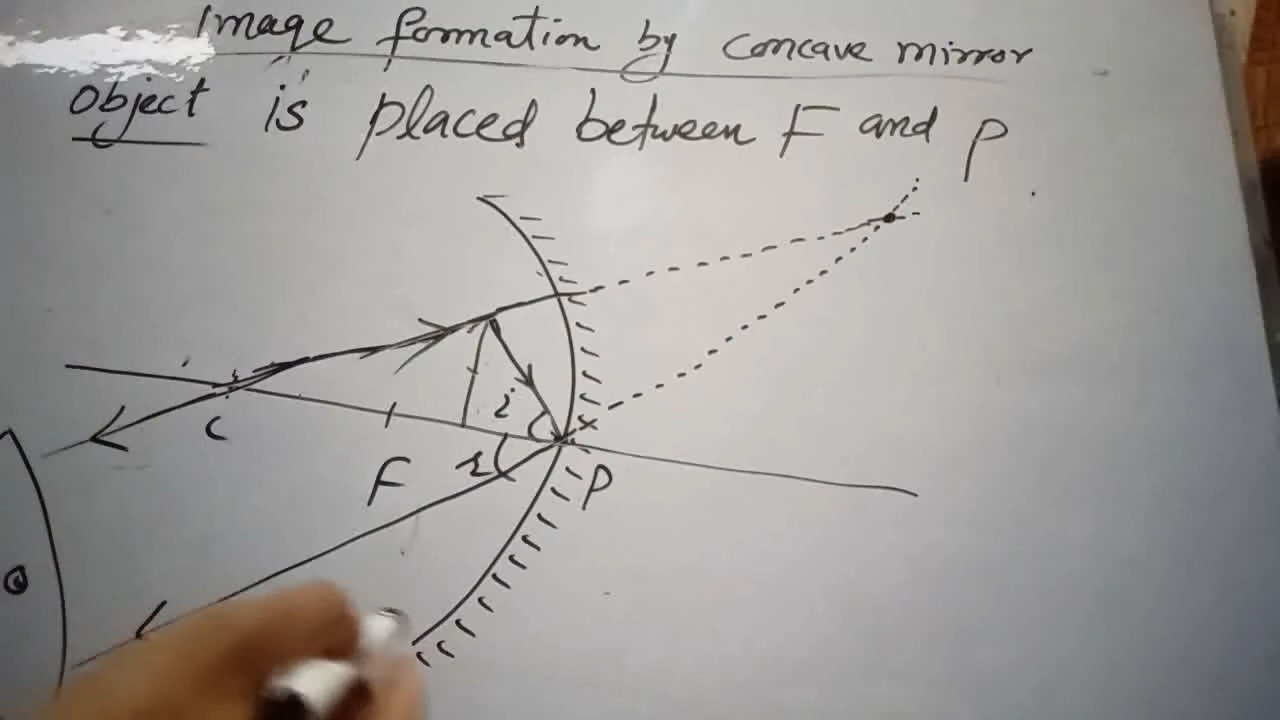 Image formation by concave mirror
object is placed between F and P
i
C
F
r
P